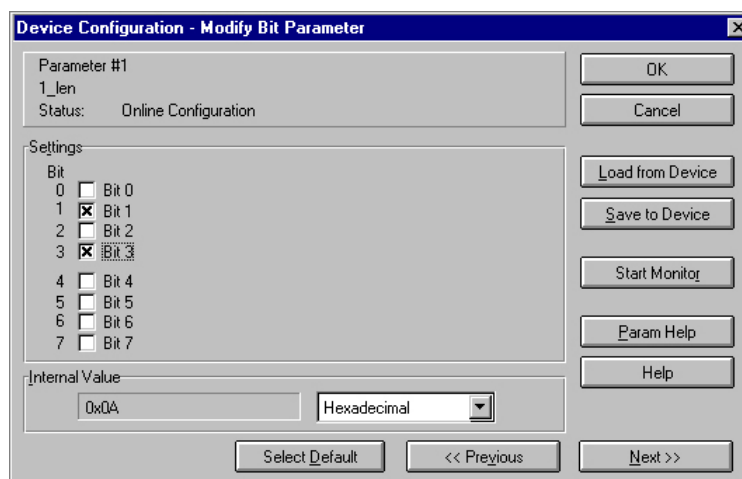 Device Configuration - Modify Bit Parameter
Parameter #1
1_len
Status: Online Configuration
OK
Cancel
Settings
Bit
0 Bit 0
1 Bit 1
2 Bit 2
3 Bit 3
4 Bit 4
5 Bit 5
6 Bit 6
7 Bit 7
Load from Device
Save to Device
Start Monitor
Param Help
Help
Internal Value
0x0A
Hexadecimal
Select Default
<< Previous
Next >>